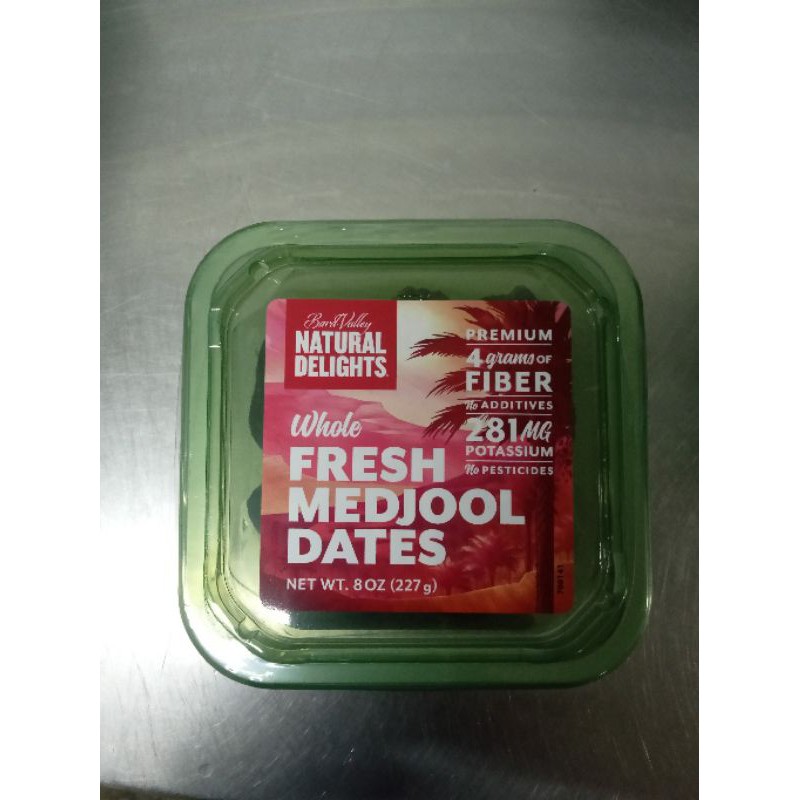 Bard Valley
NATURAL
DELIGHTS
PREMIUM
4 grams OF
FIBER
No ADDITIVES
281 MG
POTASSIUM
No PESTICIDES
Whole
FRESH
MEDJOOL
DATES
NET WT. 8 OZ (227g)